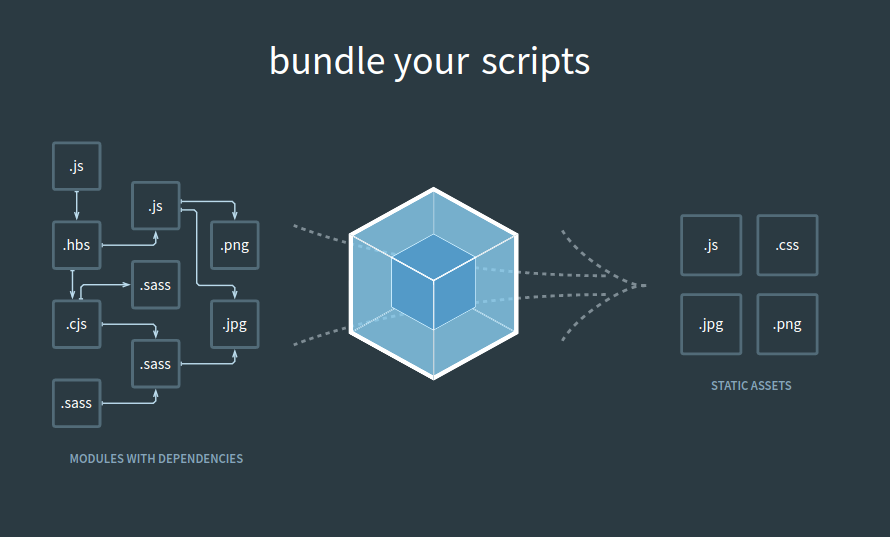 bundle your scripts
.js
.js
.hbs
.png
.sass
.cjs
.jpg
.sass
.sass
MODULES WITH DEPENDENCIES
.js
.css
.jpg
.png
STATIC ASSETS